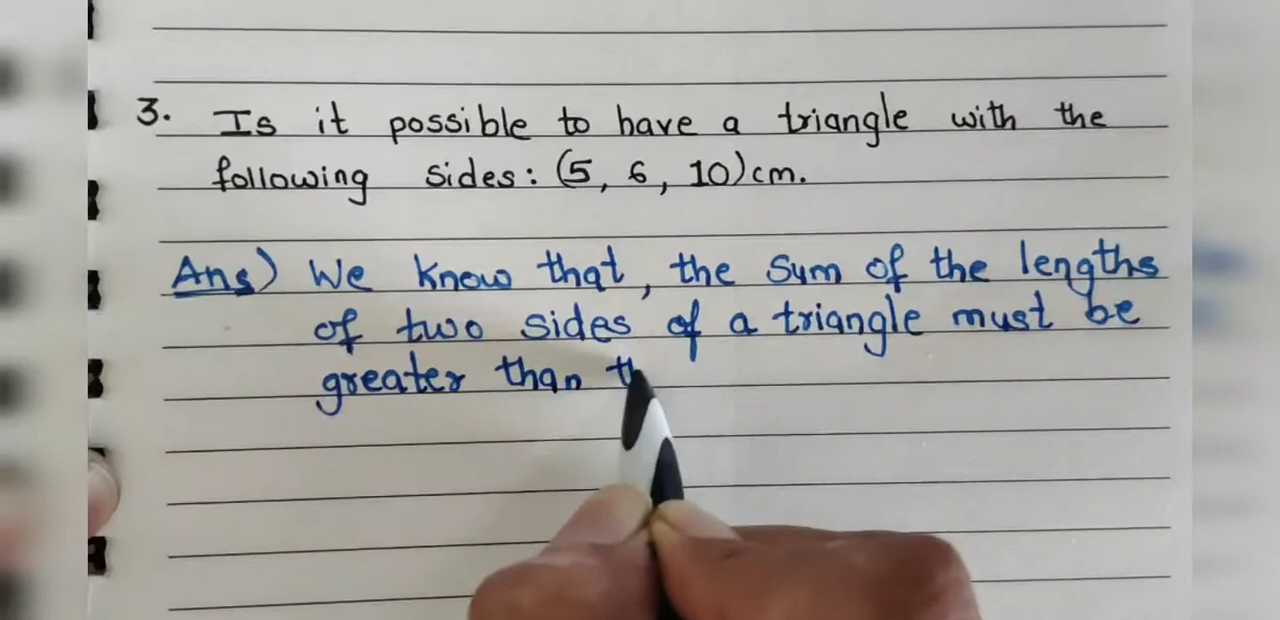 3. Is it possible to have a triangle with the
following sides: (5, 6, 10)cm.
Ans) We know that, the sum of the lengths
of two sides of a triangle must be
greater than